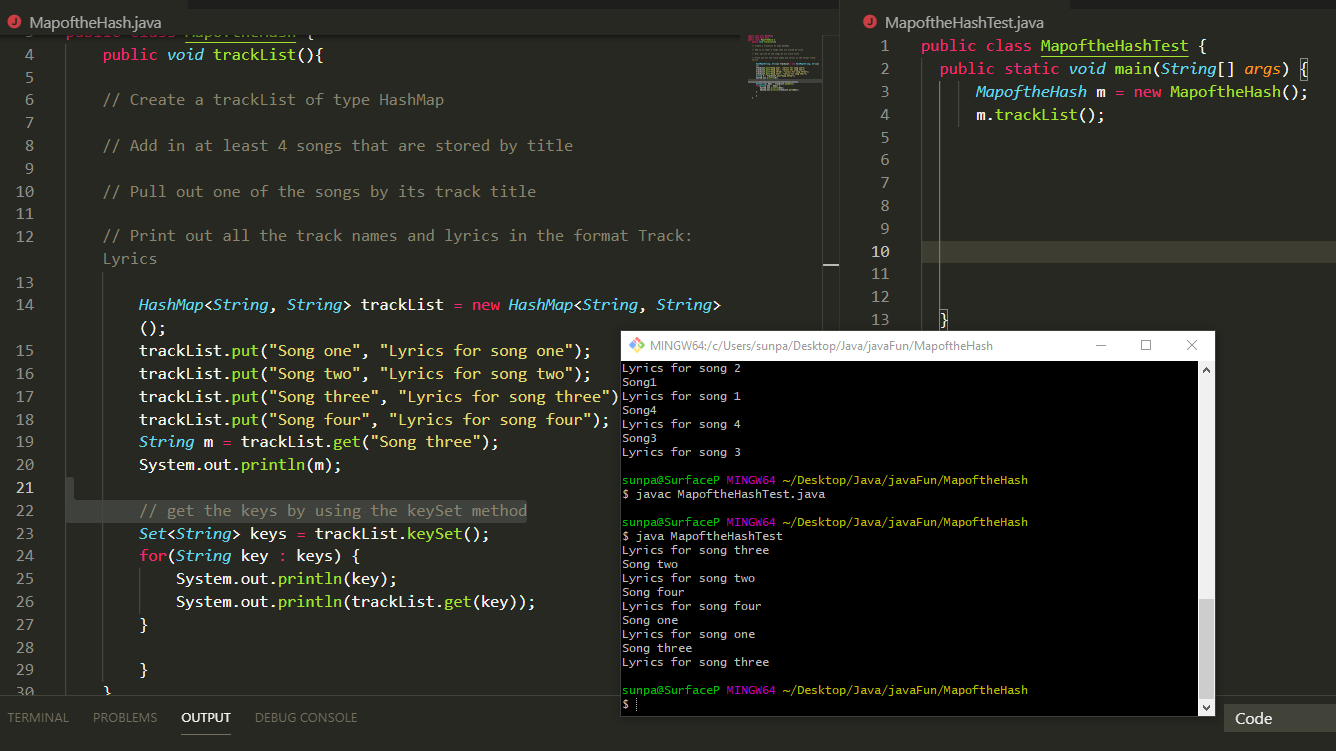 MapoftheHash.java
public class MapoftheHash {
4 public void trackList(){
5
6 // Create a trackList of type HashMap
7
8 // Add in at least 4 songs that are stored by title
9
10 // Pull out one of the songs by its track title
11
12 // Print out all the track names and lyrics in the format Track:
Lyrics
13
14 HashMap<String, String> trackList = new HashMap<String, String>
();
15 trackList.put("Song one", "Lyrics for song one");
16 trackList.put("Song two", "Lyrics for song two");
17 trackList.put("Song three", "Lyrics for song three")
18 trackList.put("Song four", "Lyrics for song four");
19 String m = trackList.get("Song three");
20 System.out.println(m);
21
22 // get the keys by using the keySet method
23 Set<String> keys = trackList.keySet();
24 for(String key : keys) {
25 System.out.println(key);
26 System.out.println(trackList.get(key));
27 }
28
29 }
30 }
MapoftheHashTest.java
1 public class MapoftheHashTest {
2 public static void main(String[] args) {
3 MapoftheHash m = new MapoftheHash();
4 m.trackList();
5
6
7
8
9
10
11
12
13 }
MINGW64:/c/Users/sunpa/Desktop/Java/javaFun/MapoftheHash
Lyrics for song 2
Song1
Lyrics for song 1
Song4
Lyrics for song 4
Song3
Lyrics for song 3
sunpa@SurfaceP MINGW64 ~/Desktop/Java/javaFun/MapoftheHash
$ javac MapoftheHashTest.java
sunpa@SurfaceP MINGW64 ~/Desktop/Java/javaFun/MapoftheHash
$ java MapoftheHashTest
Lyrics for song three
Song two
Lyrics for song two
Song four
Lyrics for song four
Song one
Lyrics for song one
Song three
Lyrics for song three
sunpa@SurfaceP MINGW64 ~/Desktop/Java/javaFun/MapoftheHash
$
TERMINAL PROBLEMS OUTPUT DEBUG CONSOLE
Code